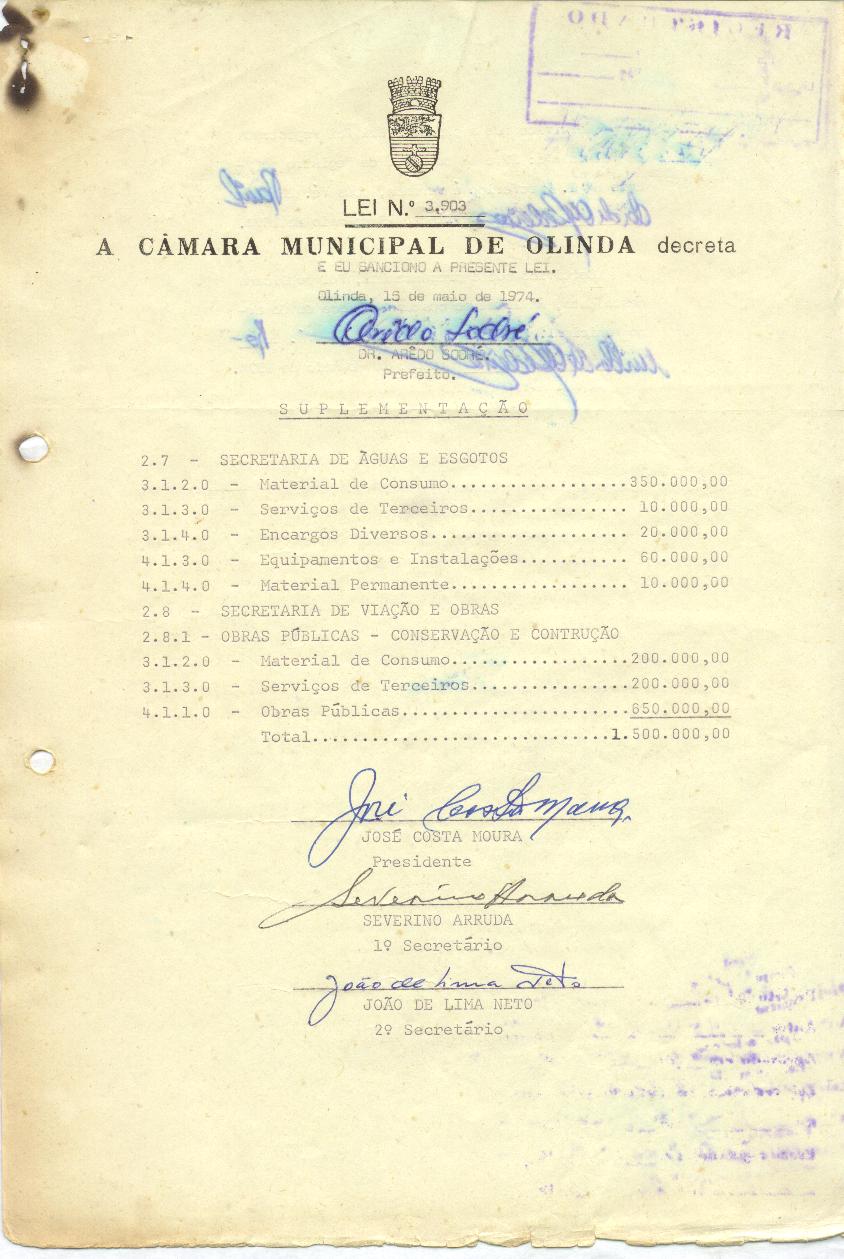 LEI N.º 3.903
A CÂMARA MUNICIPAL DE OLINDA decreta
E EU SANCIONO A PRESENTE LEI.
Olinda, 15 de maio de 1974.
DR. ARÊDO SODRÉ.
Prefeito.
S U P L E M E N T A Ç Ã O
2.7 - SECRETARIA DE ÁGUAS E ESGOTOS
3.1.2.0 - Material de Consumo.................350.000,00
3.1.3.0 - Serviços de Terceiros............... 10.000,00
3.1.4.0 - Encargos Diversos................... 20.000,00
4.1.3.0 - Equipamentos e Instalações.......... 60.000,00
4.1.4.0 - Material Permanente................. 10.000,00
2.8 - SECRETARIA DE VIAÇÃO E OBRAS
2.8.1 - OBRAS PÚBLICAS - CONSERVAÇÃO E CONTRUÇÃO
3.1.2.0 - Material de Consumo.................200.000,00
3.1.3.0 - Serviços de Terceiros...............200.000,00
4.1.1.0 - Obras Públicas......................650.000,00
Total............................1.500.000,00
José Costa Moura
JOSÉ COSTA MOURA
Presidente
Severino Arruda
SEVERINO ARRUDA
1º Secretário
João de Lima Neto
JOÃO DE LIMA NETO
2º Secretário